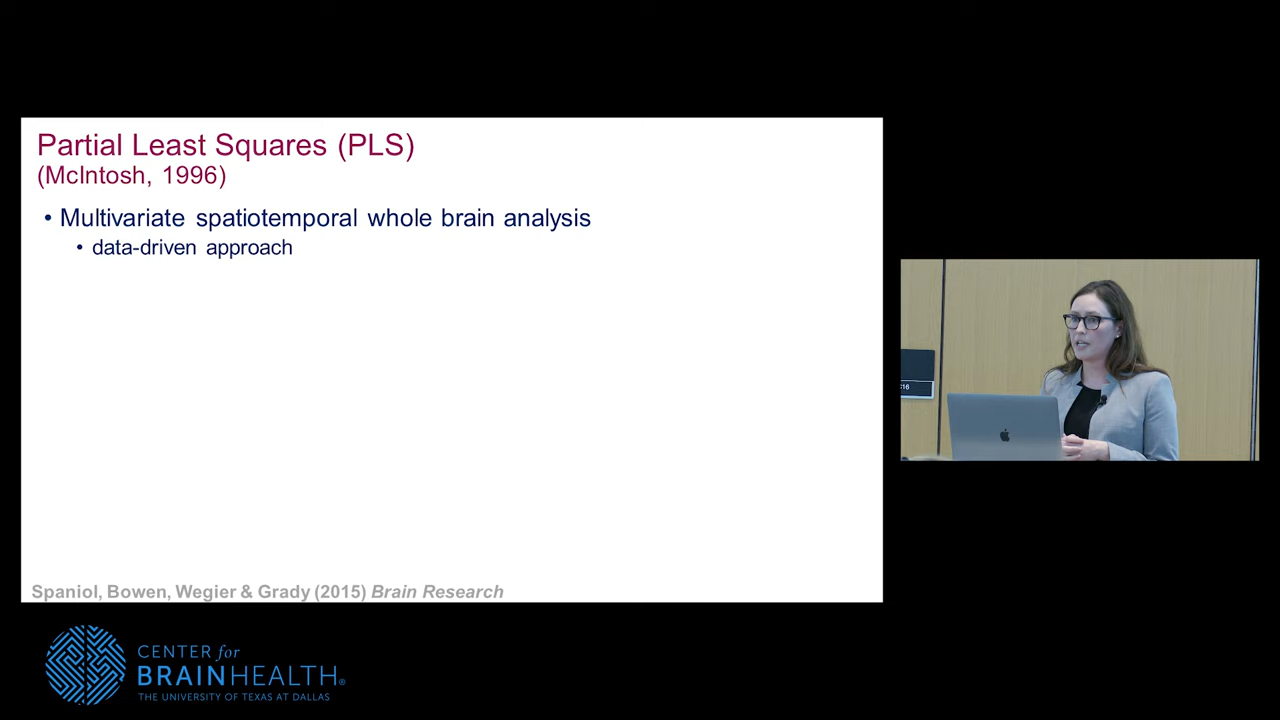 Partial Least Squares (PLS)
(McIntosh, 1996)
• Multivariate spatiotemporal whole brain analysis
• data-driven approach
Spaniol, Bowen, Wegier & Grady (2015) Brain Research
CENTER for
BRAINHEALTH®
THE UNIVERSITY OF TEXAS AT DALLAS